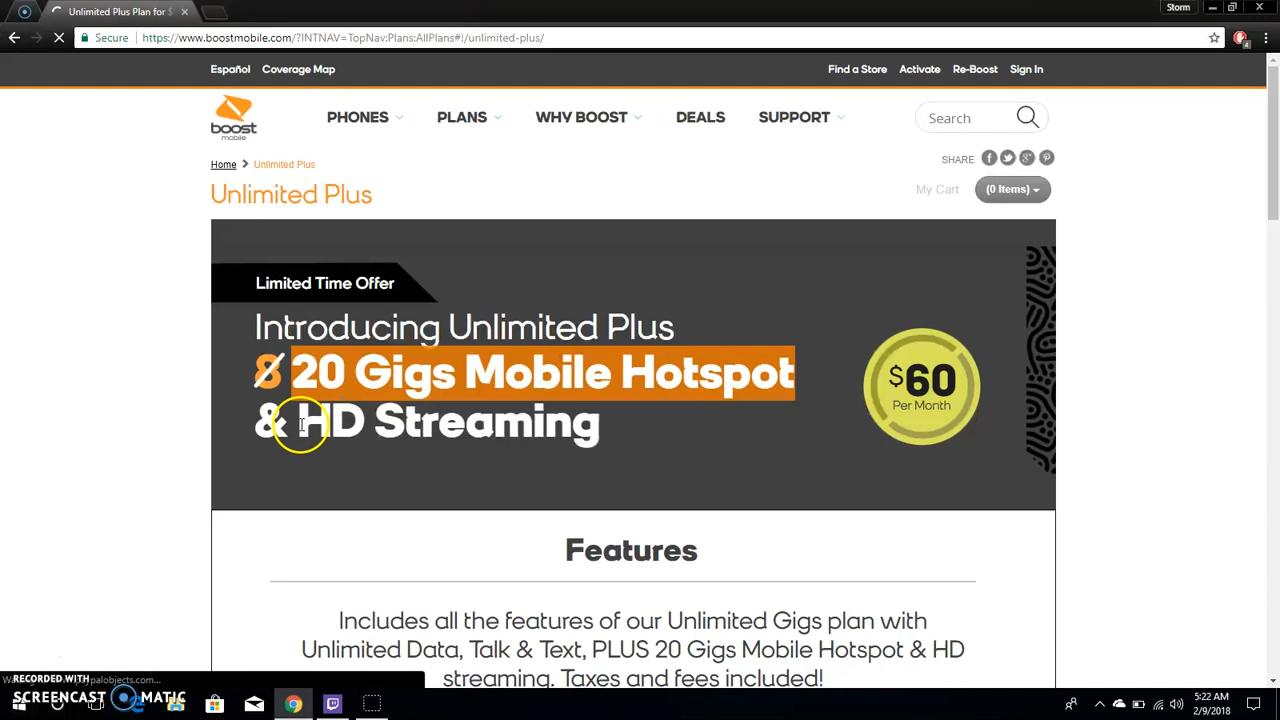 Unlimited Plus Plan for $
Storm
Secure
https://www.boostmobile.com/?INTNAV=TopNav:Plans:AllPlans#!/unlimited-plus/
4
Español Coverage Map
Find a Store Activate Re-Boost Sign In
boost
mobile
PHONES PLANS WHY BOOST DEALS SUPPORT
Search
Home Unlimited Plus
SHARE
Unlimited Plus
My Cart (0 Items)
Limited Time Offer
Introducing Unlimited Plus
8 20 Gigs Mobile Hotspot
& HD Streaming
$60
Per Month
Features
Includes all the features of our Unlimited Gigs plan with
Unlimited Data, Talk & Text, PLUS 20 Gigs Mobile Hotspot & HD
streaming. Taxes and fees included!
RECORDED WITH
SCREENCAST MATIC
5:22 AM
2/9/2018